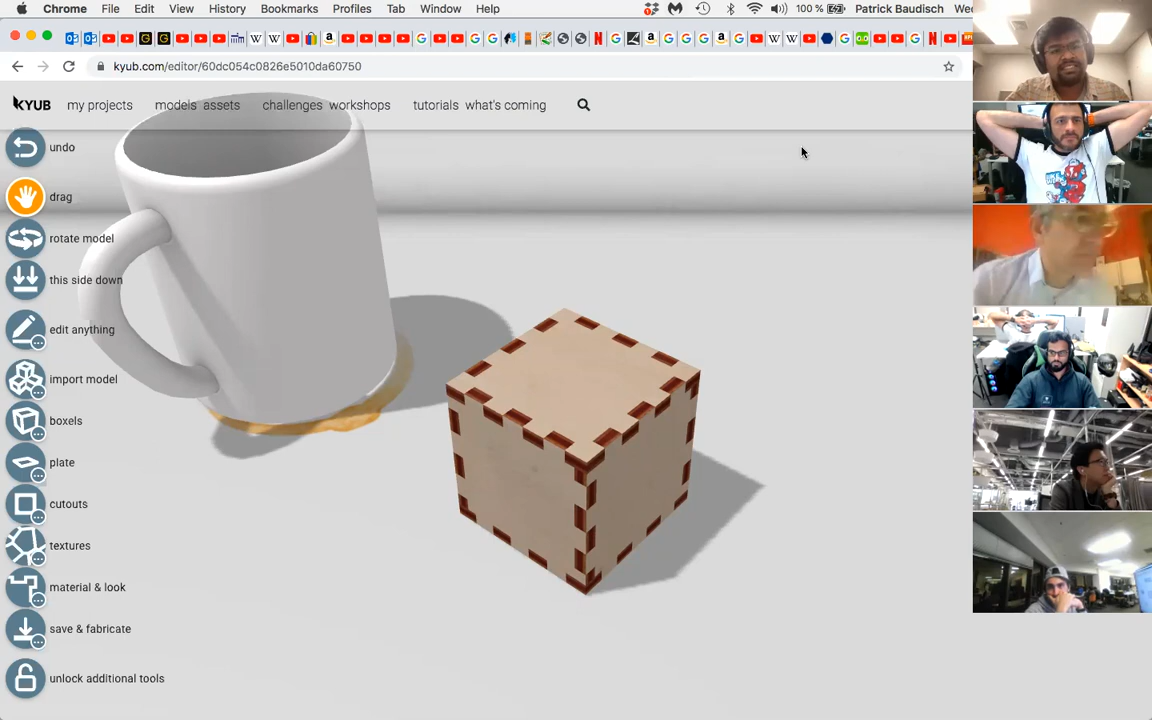 Chrome File Edit View History Bookmarks Profiles Tab Window Help 100 % Patrick Baudisch Wed
kyub.com/editor/60dc054c0826e5010da60750
KYUB my projects models assets challenges workshops tutorials what's coming
undo
drag
rotate model
this side down
edit anything
import model
boxels
plate
cutouts
textures
material & look
save & fabricate
unlock additional tools